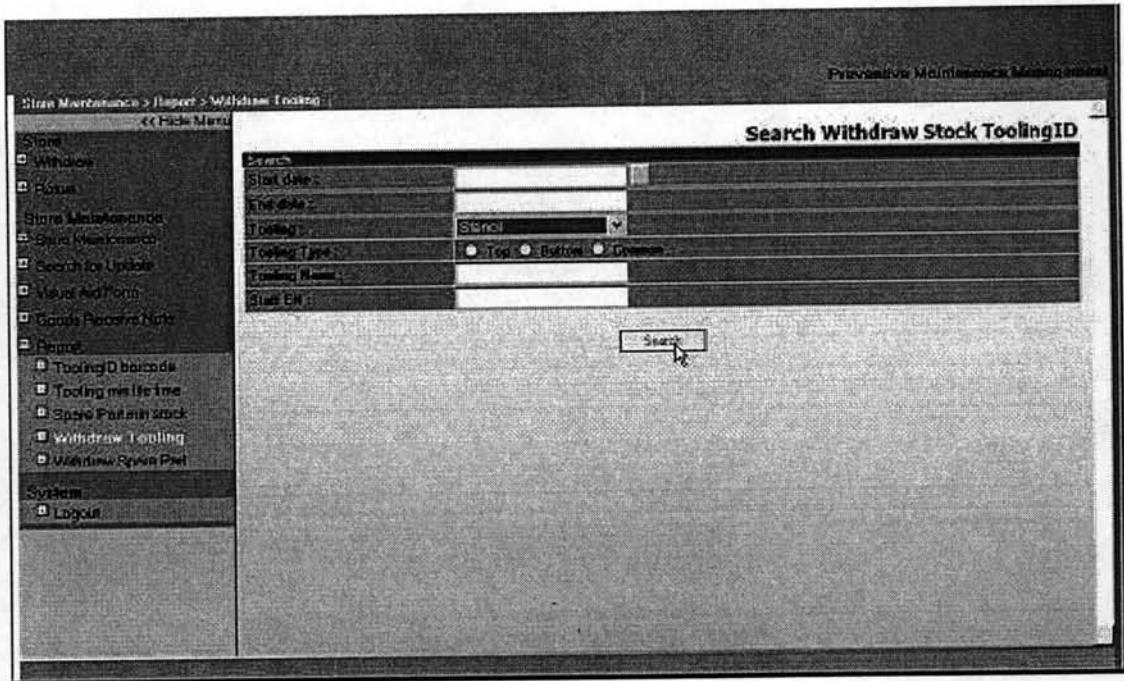 Preventive Maintenance Management
Store Maintenance > Report > Withdraw Tooling
<< Hide Menu
Store
Withdraw
Search Withdraw Stock ToolingID
Search
Start date :
End date :
Tooling : Stencil
Tooling Type : Top Bottom Common
Tooling Name :
Staff EN :
Search
Store Maintenance
Store Maintenance
Search for Update
Visual Aid Form
Goods Receive Note
Report
ToolingID barcode
Tooling min life time
Spare Part min stock
Withdraw Tooling
Withdraw Spare Part
System
Logout